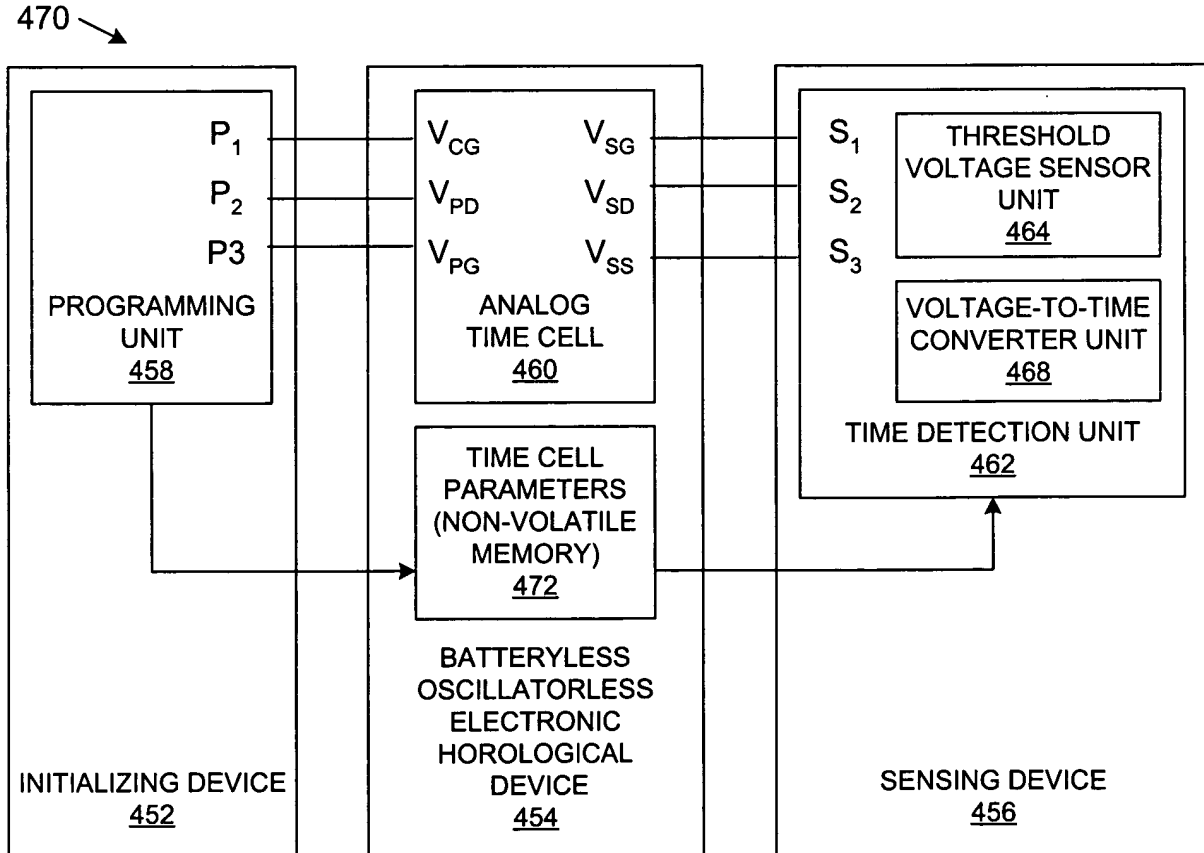 470
P1
P2
P3
PROGRAMMING
UNIT
458
INITIALIZING DEVICE
452
VCG
VPD
VPG
VSG
VSD
VSS
ANALOG
TIME CELL
460
TIME CELL
PARAMETERS
(NON-VOLATILE
MEMORY)
472
BATTERYLESS
OSCILLATORLESS
ELECTRONIC
HOROLOGICAL
DEVICE
454
S1
S2
S3
THRESHOLD
VOLTAGE SENSOR
UNIT
464
VOLTAGE-TO-TIME
CONVERTER UNIT
468
TIME DETECTION UNIT
462
SENSING DEVICE
456